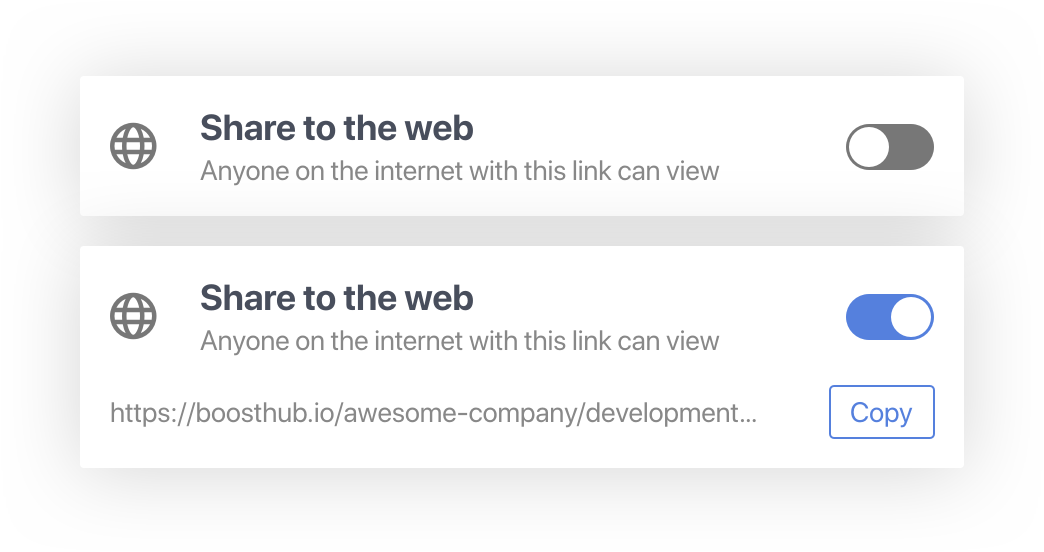 Share to the web
Anyone on the internet with this link can view
Share to the web
Anyone on the internet with this link can view
https://boosthub.io/awesome-company/development...
Copy